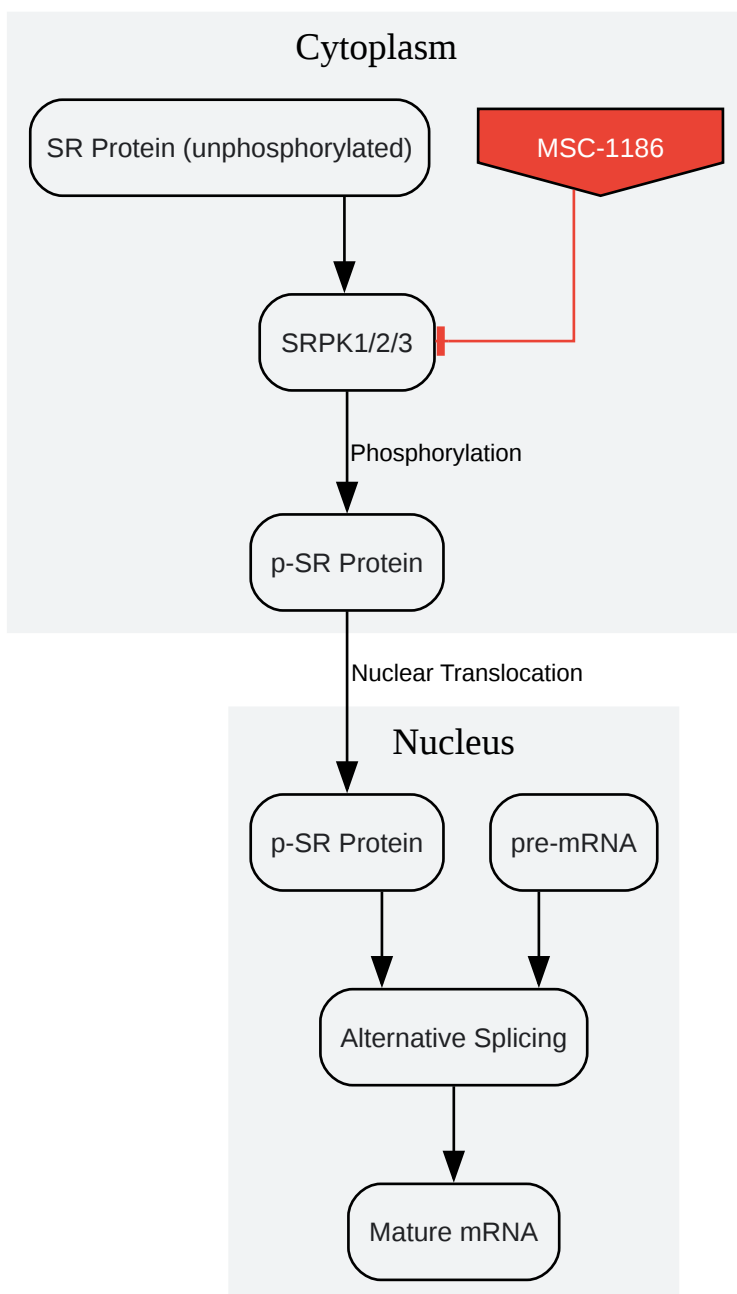 Cytoplasm
SR Protein (unphosphorylated)
MSC-1186
SRPK1/2/3
Phosphorylation
p-SR Protein
Nuclear Translocation
Nucleus
p-SR Protein
pre-mRNA
Alternative Splicing
Mature mRNA